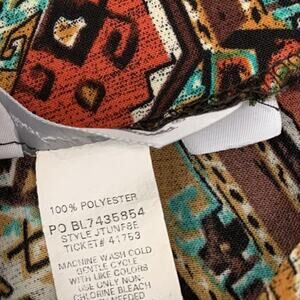 100% POLYESTER
PO BL7435854
STYLE JTUNF8E
TICKET# 41753
MACHINE WASH COLD
GENTLE CYCLE
WITH LIKE COLORS
USE ONLY NON-
CHLORINE BLEACH
NEEDED